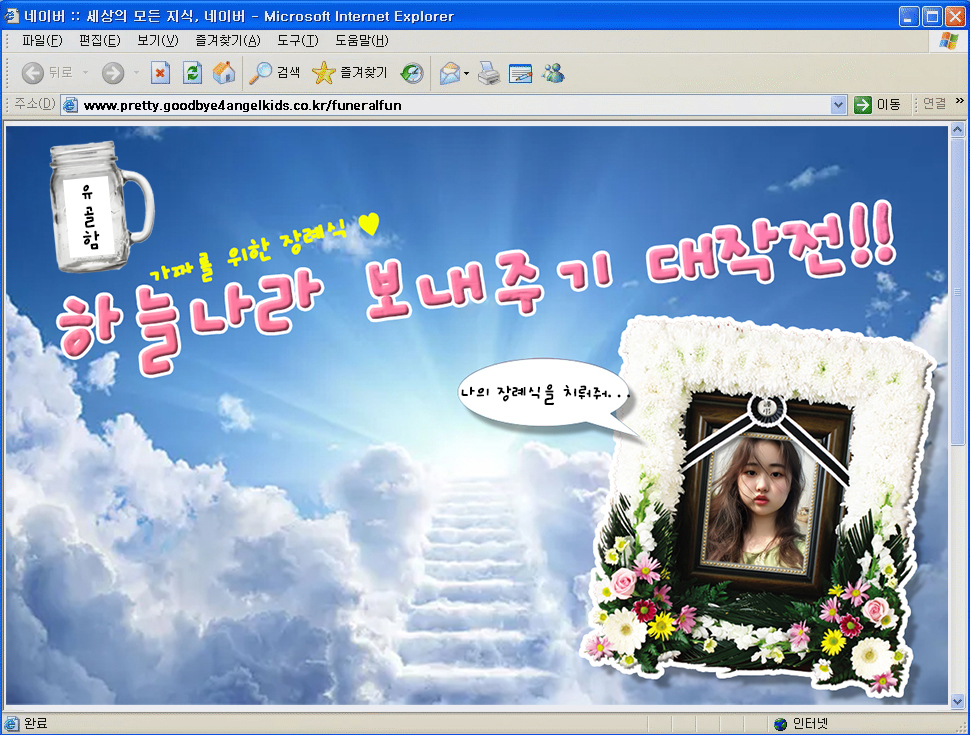 네이버 :: 세상의 모든 지식, 네이버 - Microsoft Internet Explorer
파일(F) 편집(E) 보기(V) 즐겨찾기(A) 도구(T) 도움말(H)
뒤로 검색 즐겨찾기
주소(D) www.pretty.goodbye4angelkids.co.kr/funeralfun 이동 연결 »
유
골
함
가짜를 위한 장례식 ♥
하늘나라 보내주기 대작전!!
나의 장례식을 치뤄줘...
완료 인터넷